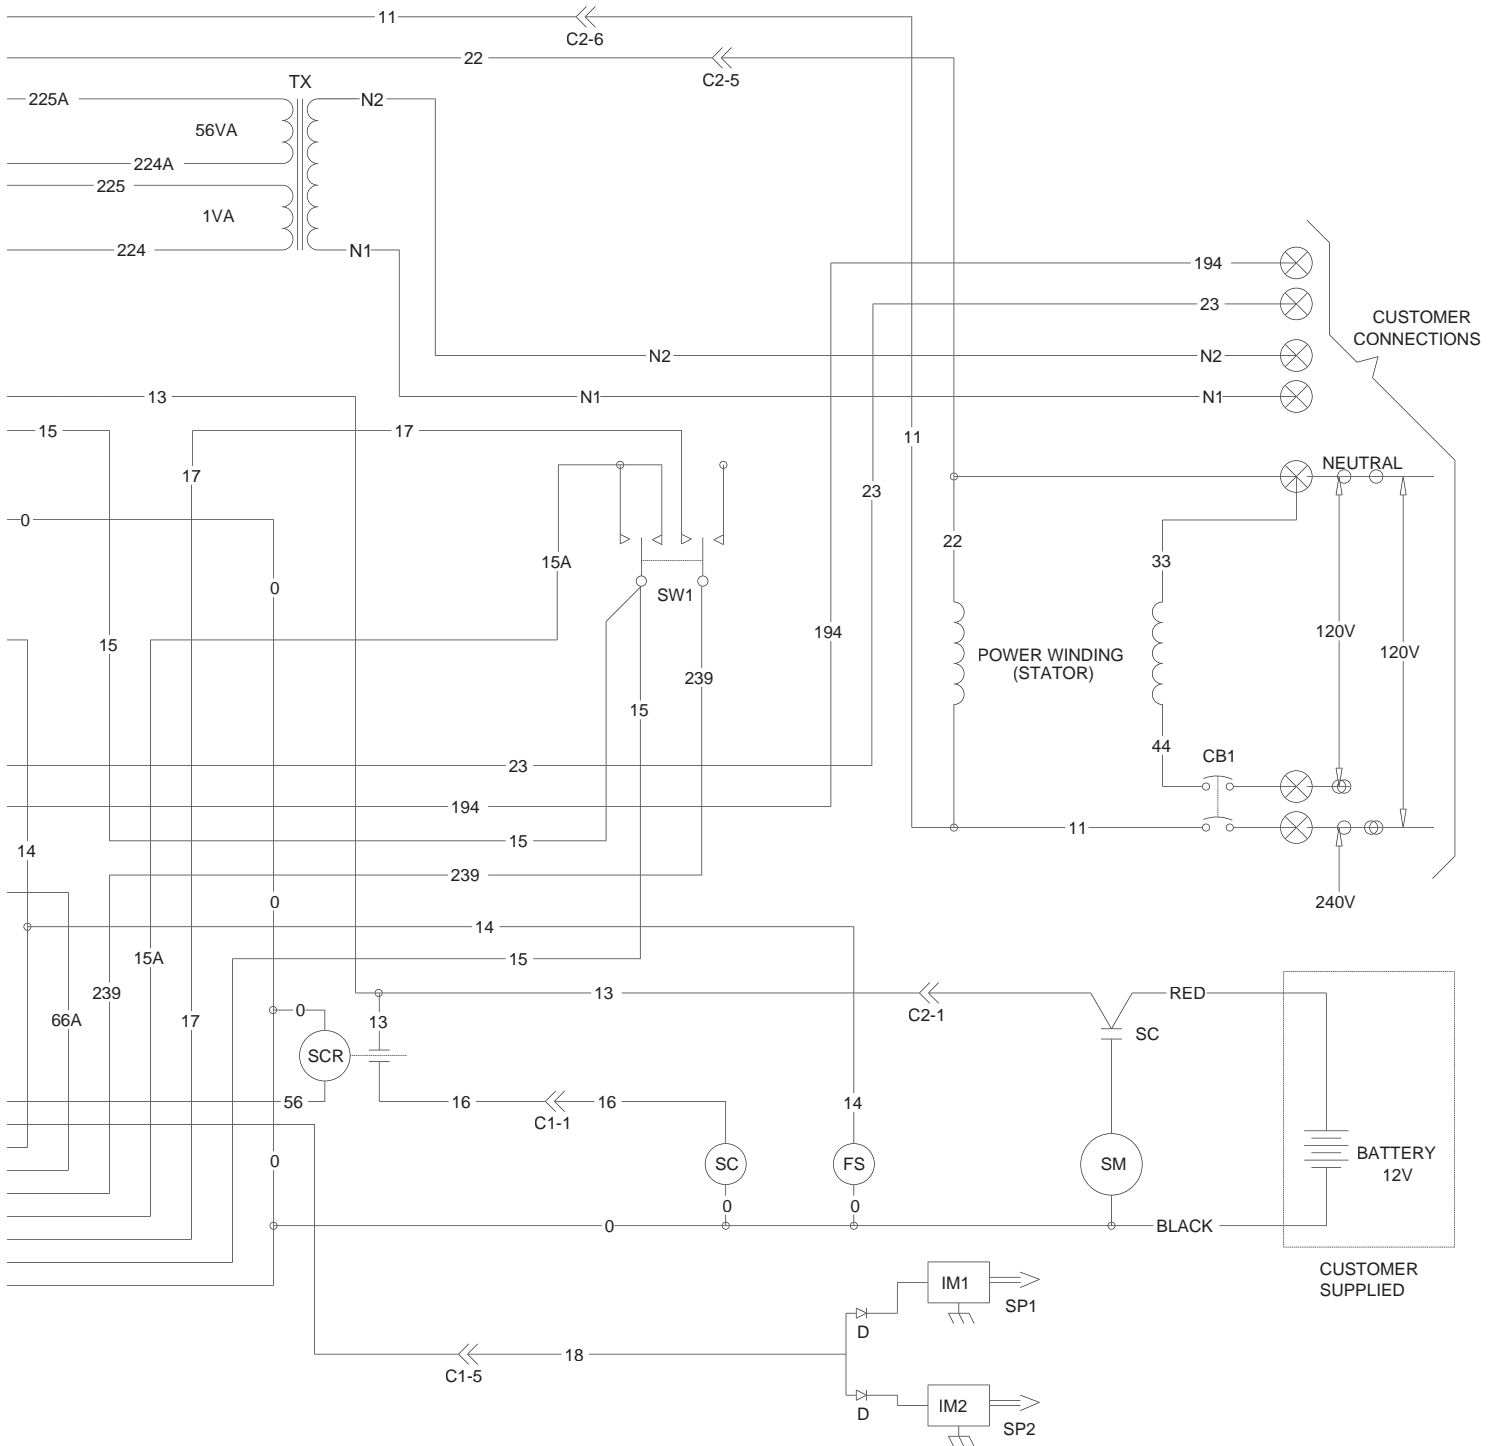 11
C2-6
22
C2-5
TX
225A
N2
56VA
224A
225
1VA
224
N1
194
23
CUSTOMER
CONNECTIONS
N2
N2
13
N1
N1
15
17
11
17
NEUTRAL
23
0
22
15A
33
0
SW1
194
120V
15
120V
POWER WINDING
(STATOR)
239
15
44
CB1
23
194
11
15
14
239
0
240V
14
15A
15
239
13
RED
0
13
C2-1
66A
17
SC
SCR
56
16
16
14
C1-1
BATTERY
12V
0
SC
FS
SM
0
0
0
BLACK
CUSTOMER
SUPPLIED
IM1
SP1
D
18
C1-5
IM2
D
SP2